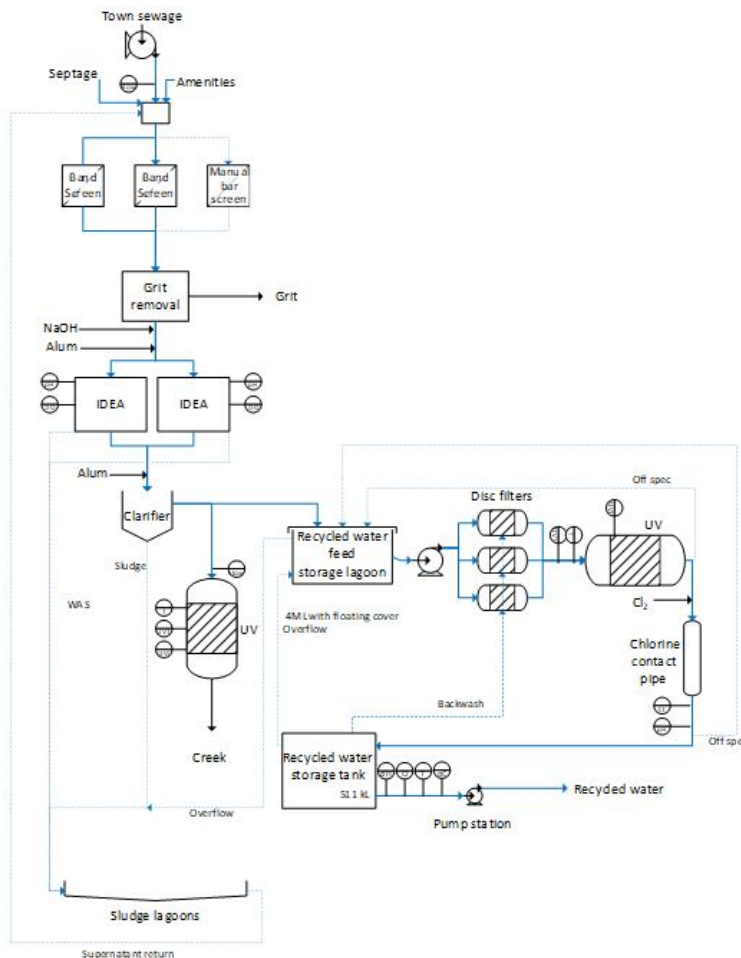 Town sewage
Septage
Amenities
Band
Band
Manual
bar
screen
Grit
removal
Grit
NaOH
Alum
IDEA
IDEA
Alum
Clarifier
Sludge
WAS
UV
Creek
Off spec
Disc filters
UV
Recycled water
feed
storage lagoon
4ML with floating cover
Overflow
Cl₂
Chlorine
contact
pipe
Backwash
Off spec
Recycled water
storage tank
511 kL
Recycled water
Pump station
Overflow
Sludge lagoons
Supernatant return